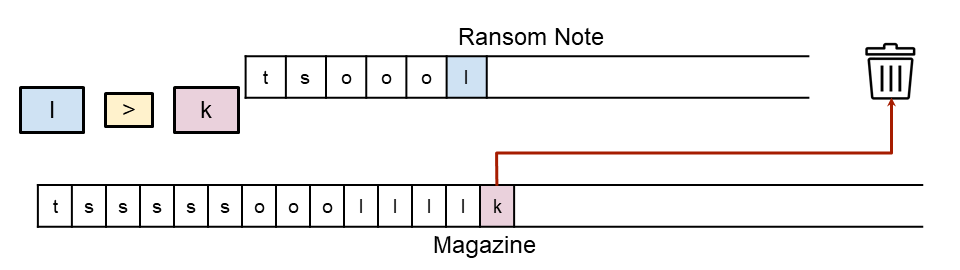 Ransom Note
t s o o o l
l > k
t s s s s s o o o l l l l k
Magazine